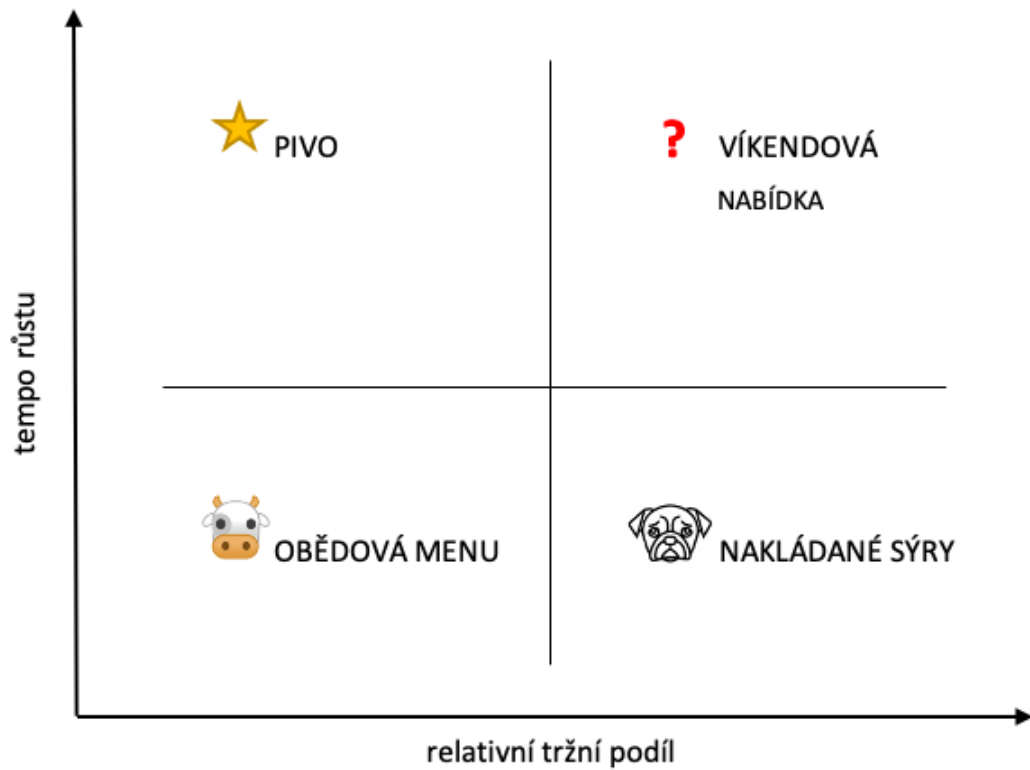 PIVO
? VÍKENDOVÁ
NABÍDKA
tempo růstu
OBĚDOVÁ MENU
NAKLÁDANÉ SÝRY
relativní tržní podíl